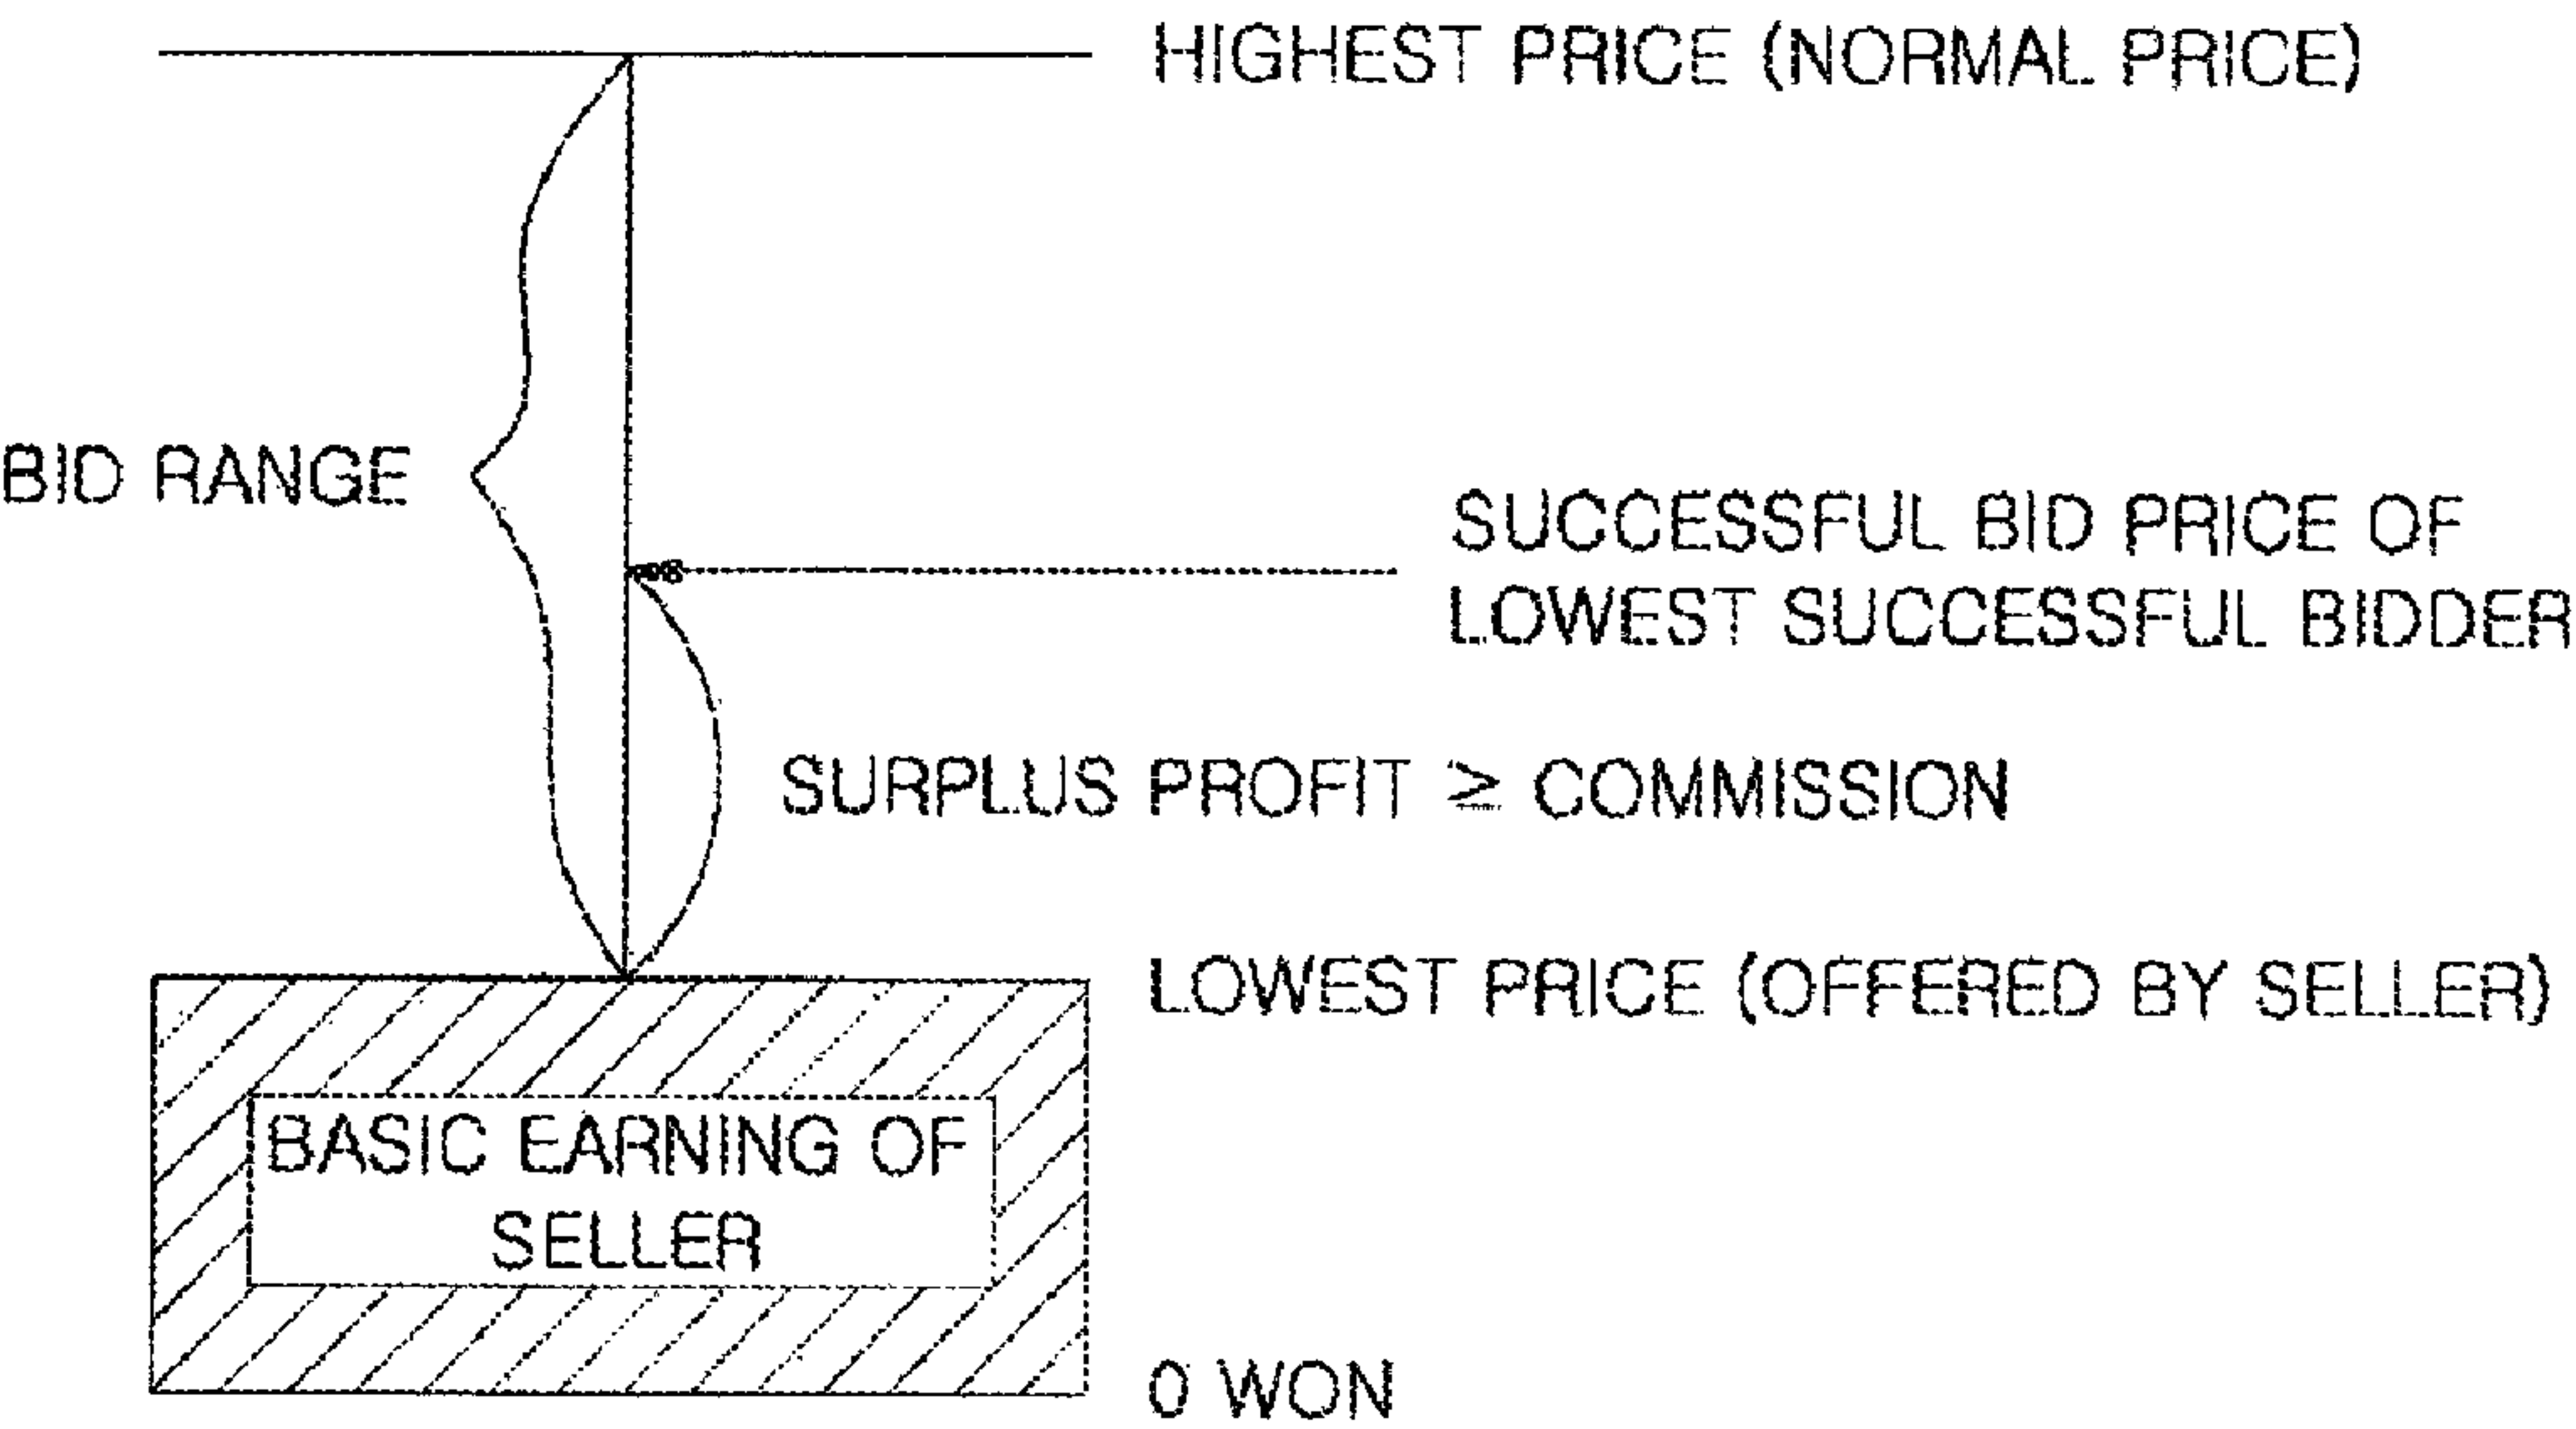 HIGHEST PRICE (NORMAL PRICE)
BID RANGE
SUCCESSFUL BID PRICE OF
LOWEST SUCCESSFUL BIDDER
SURPLUS PROFIT ≥ COMMISSION
LOWEST PRICE (OFFERED BY SELLER)
BASIC EARNING OF
SELLER
0 WON